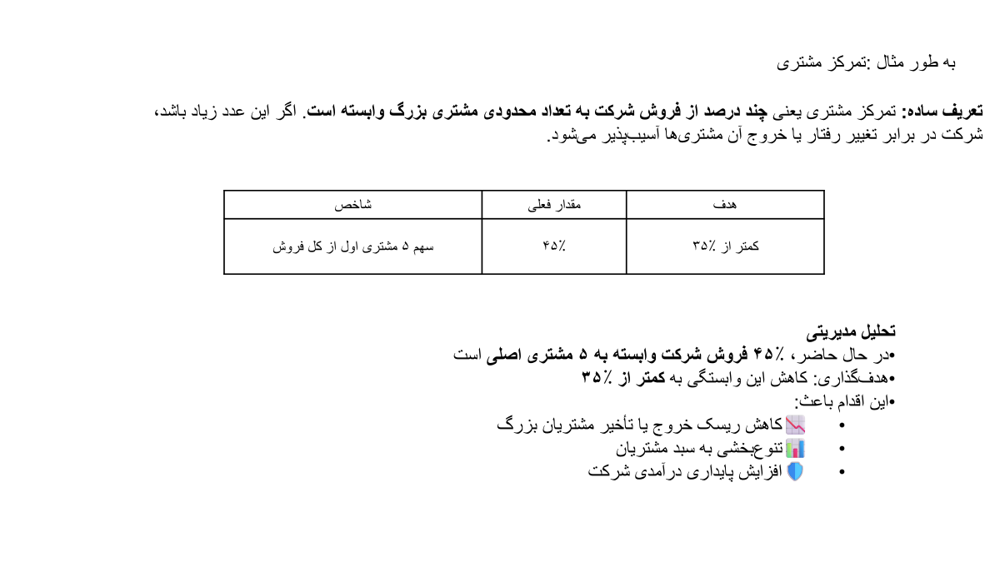 به طور مثال :تمرکز مشتری
تعریف ساده: تمرکز مشتری یعنی چند درصد از فروش شرکت به تعداد محدودی مشتری بزرگ وابسته است. اگر این عدد زیاد باشد،
شرکت در برابر تغییر رفتار یا خروج آن مشتری‌ها آسیب‌پذیر می‌شود.
هدف مقدار فعلی شاخص
کمتر از ۳۵٪ ۴۵٪ سهم ۵ مشتری اول از کل فروش
تحلیل مدیریتی
•در حال حاضر، ۴۵٪ فروش شرکت وابسته به ۵ مشتری اصلی است
•هدف‌گذاری: کاهش این وابستگی به کمتر از ۳۵٪
•این اقدام باعث:
• 📉 کاهش ریسک خروج یا تأخیر مشتریان بزرگ
• 📊 تنوع‌بخشی به سبد مشتریان
• 🛡️ افزایش پایداری درآمدی شرکت